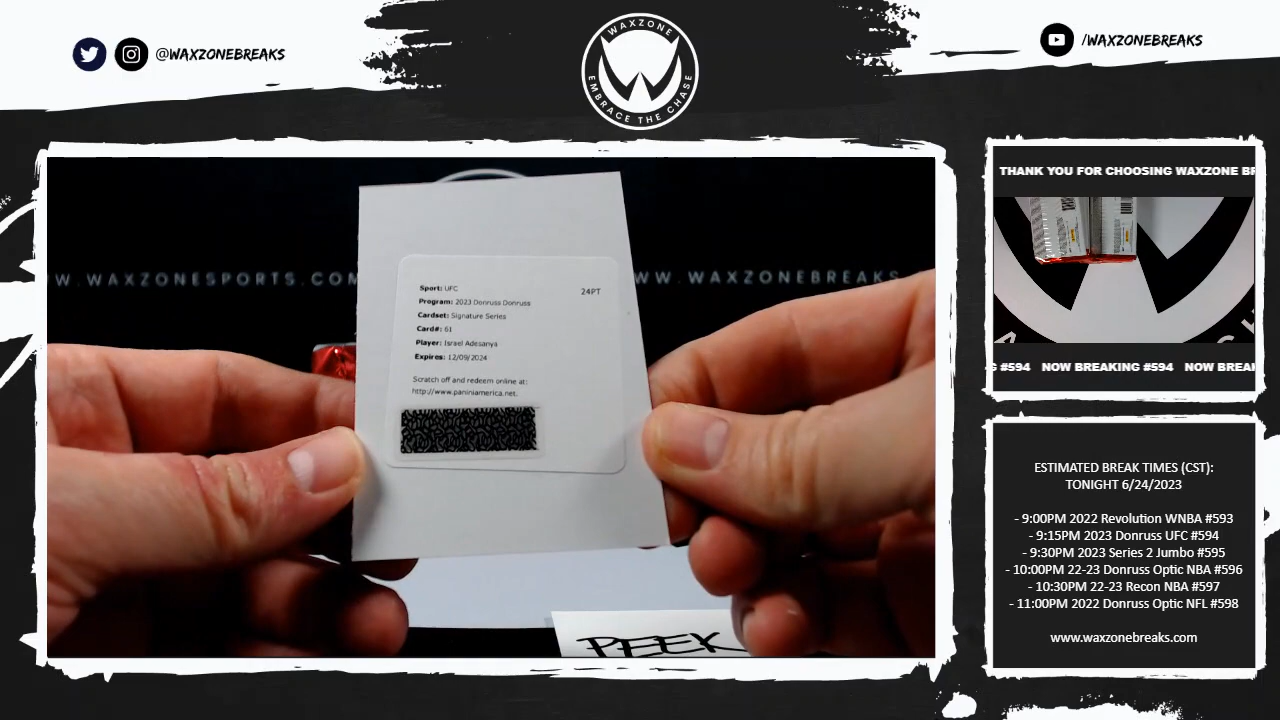 @WAXZONEBREAKS
WAXZONE
EMBRACE THE CHASE
/WAXZONEBREAKS
W.WAXZONESPORTS.COM
WWW.WAXZONEBREAKS
Sport: UFC
24PT
Program: 2023 Donruss Donruss
Cardset: Signature Series
Card#: 61
Player: Israel Adesanya
Expires: 12/09/2024
Scratch off and redeem online at:
http://www.paniniamerica.net.
PEEK
THANK YOU FOR CHOOSING WAXZONE BR
#594 NOW BREAKING #594 NOW BREAK
ESTIMATED BREAK TIMES (CST):
TONIGHT 6/24/2023
- 9:00PM 2022 Revolution WNBA #593
- 9:15PM 2023 Donruss UFC #594
- 9:30PM 2023 Series 2 Jumbo #595
- 10:00PM 22-23 Donruss Optic NBA #596
- 10:30PM 22-23 Recon NBA #597
- 11:00PM 2022 Donruss Optic NFL #598
www.waxzonebreaks.com